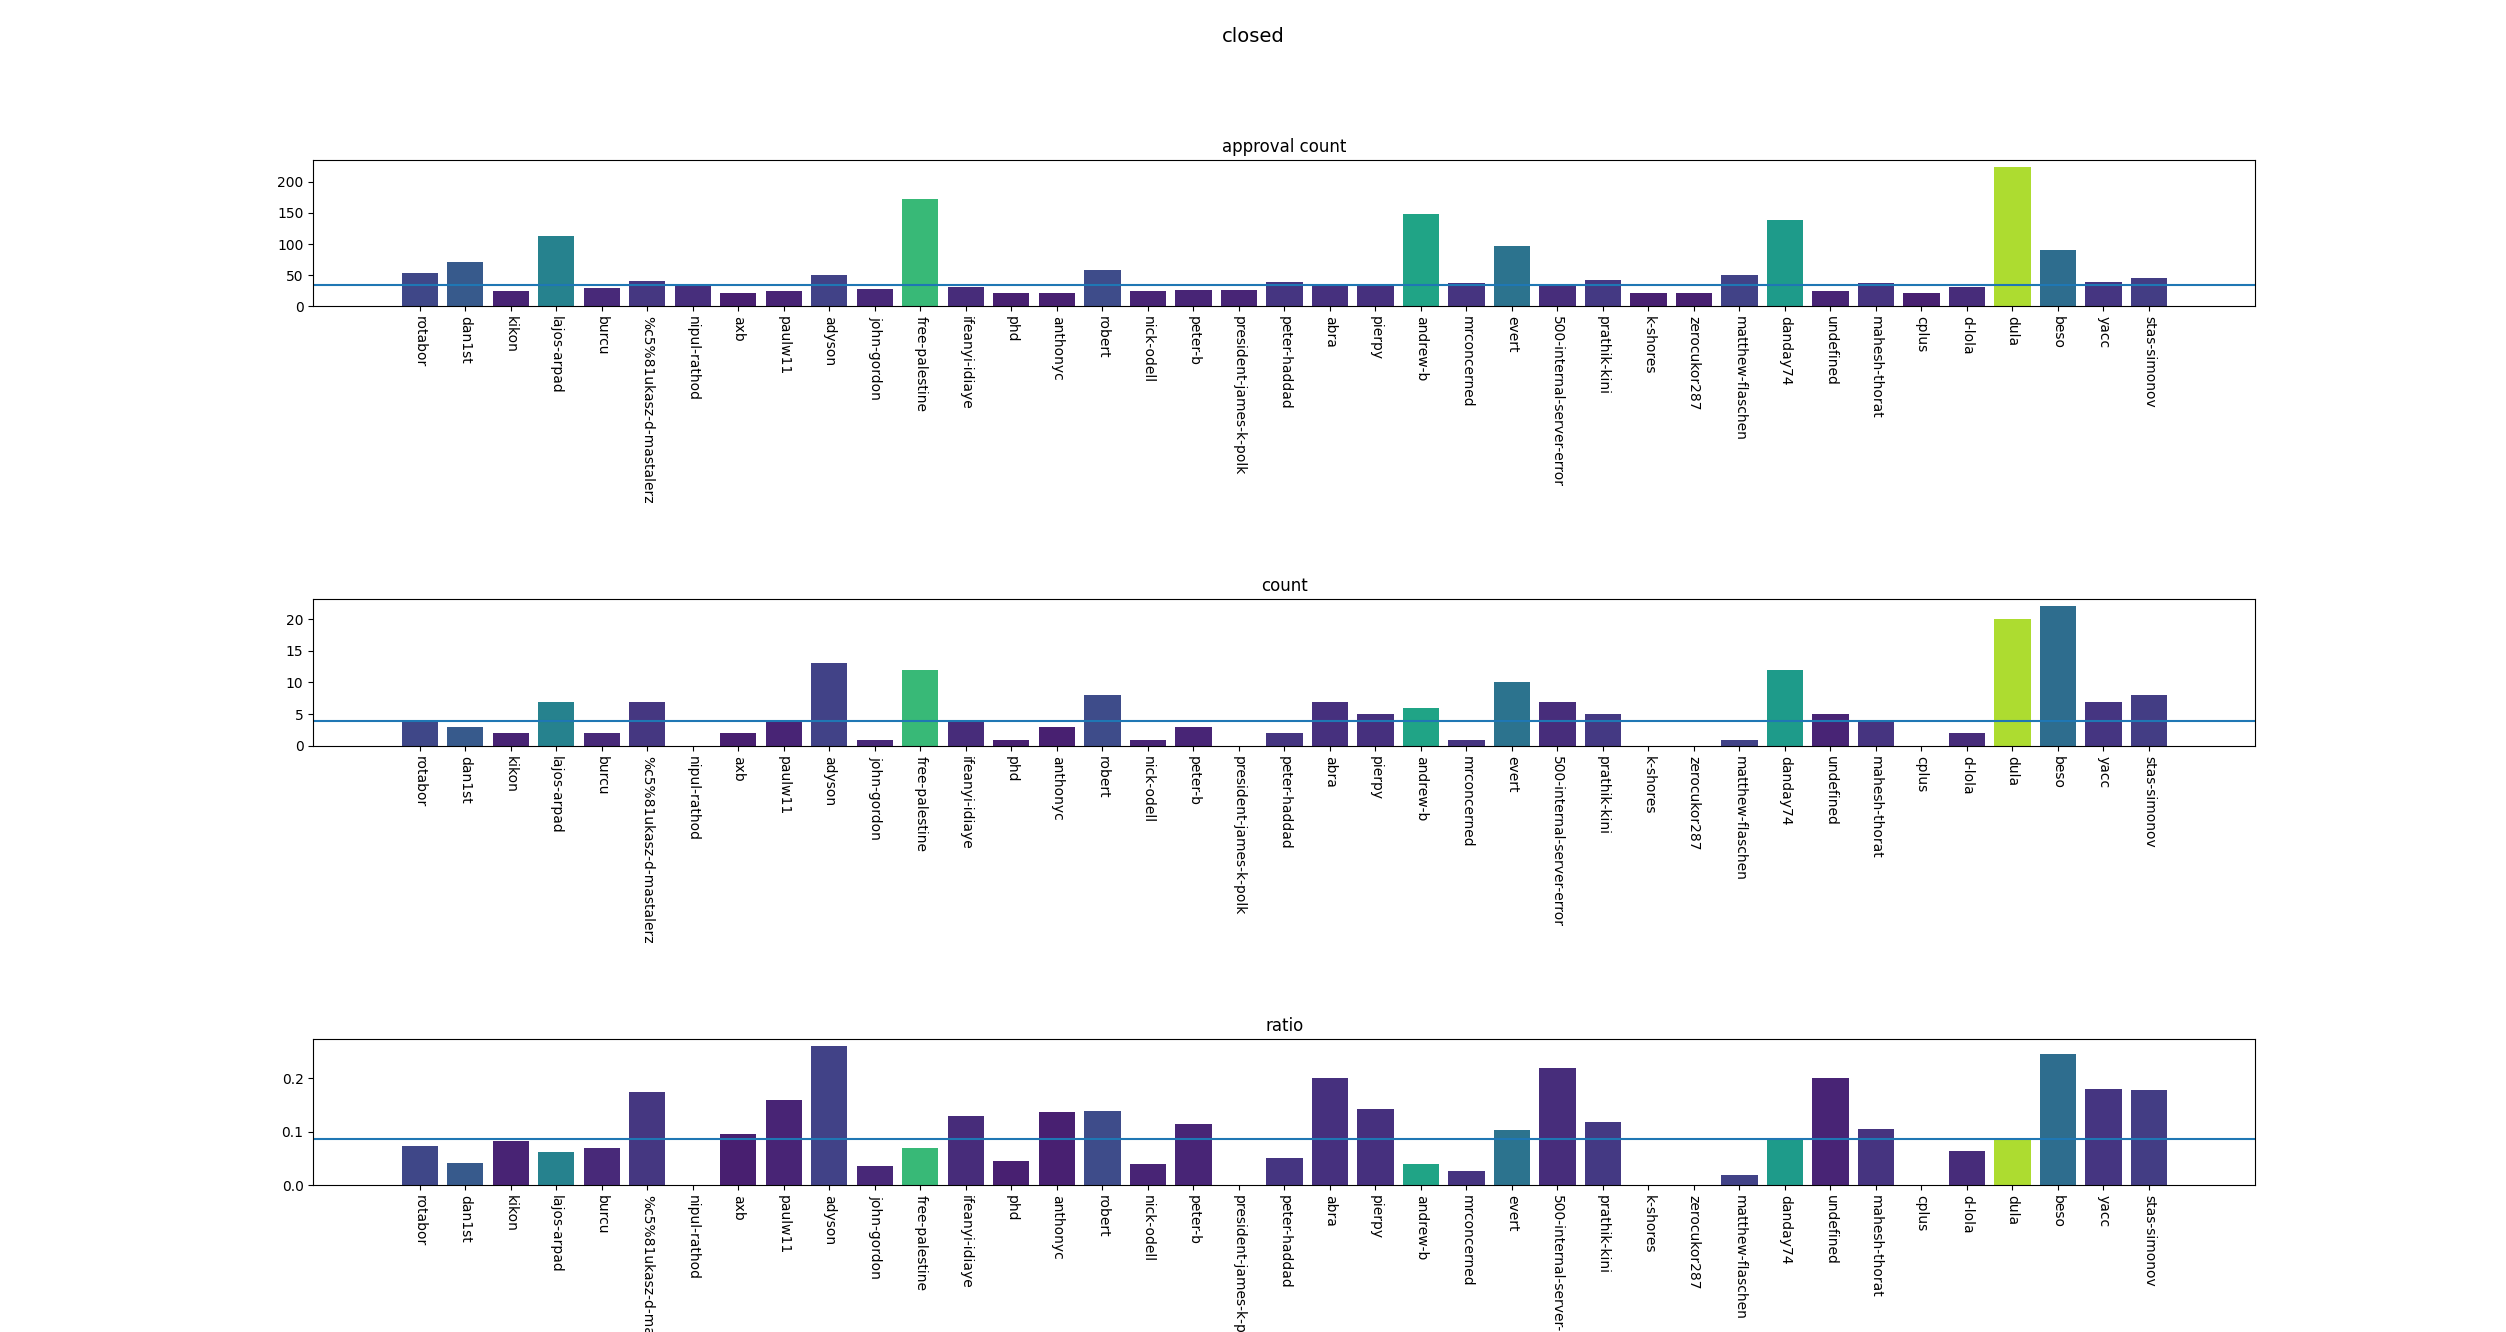 closed
approval count
200
150
100
50
0
rotabor
dan1st
kikon
lajos-arpad
burcu
%c5%81ukasz-d-mastalerz
nipul-rathod
axb
paulw11
adyson
john-gordon
free-palestine
ifeanyi-idiaye
phd
anthonyc
robert
nick-odell
peter-b
president-james-k-polk
peter-haddad
abra
pierpy
andrew-b
mrconcerned
evert
500-internal-server-error
prathik-kini
k-shores
zerocukor287
matthew-flaschen
danday74
undefined
mahesh-thorat
cplus
d-lola
dula
beso
yacc
stas-simonov
count
20
15
10
5
0
rotabor
dan1st
kikon
lajos-arpad
burcu
%c5%81ukasz-d-mastalerz
nipul-rathod
axb
paulw11
adyson
john-gordon
free-palestine
ifeanyi-idiaye
phd
anthonyc
robert
nick-odell
peter-b
president-james-k-polk
peter-haddad
abra
pierpy
andrew-b
mrconcerned
evert
500-internal-server-error
prathik-kini
k-shores
zerocukor287
matthew-flaschen
danday74
undefined
mahesh-thorat
cplus
d-lola
dula
beso
yacc
stas-simonov
ratio
0.2
0.1
0.0
rotabor
dan1st
kikon
lajos-arpad
burcu
%c5%81ukasz-d-ma
nipul-rathod
axb
paulw11
adyson
john-gordon
free-palestine
ifeanyi-idiaye
phd
anthonyc
robert
nick-odell
peter-b
president-james-k-p
peter-haddad
abra
pierpy
andrew-b
mrconcerned
evert
500-internal-server-
prathik-kini
k-shores
zerocukor287
matthew-flaschen
danday74
undefined
mahesh-thorat
cplus
d-lola
dula
beso
yacc
stas-simonov